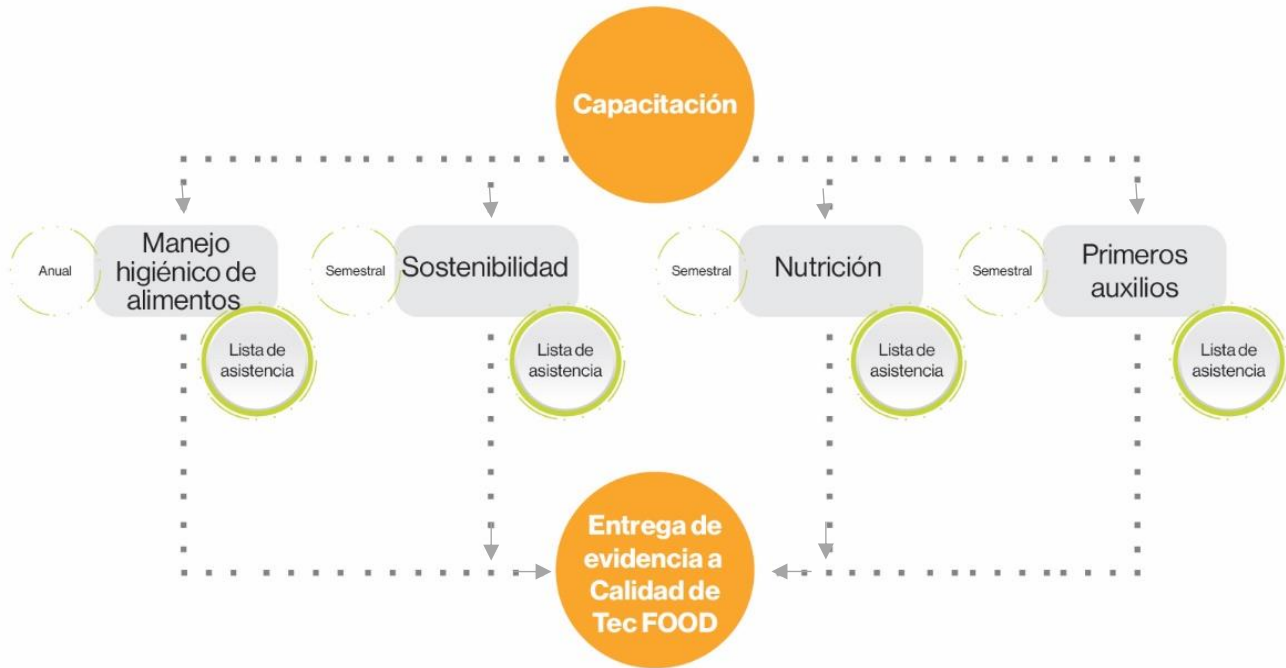 Capacitación
Anual
Manejo
higiénico de
alimentos
Lista de
asistencia
Semestral
Sostenibilidad
Lista de
asistencia
Semestral
Nutrición
Lista de
asistencia
Semestral
Primeros
auxilios
Lista de
asistencia
Entrega de
evidencia a
Calidad de
Tec FOOD